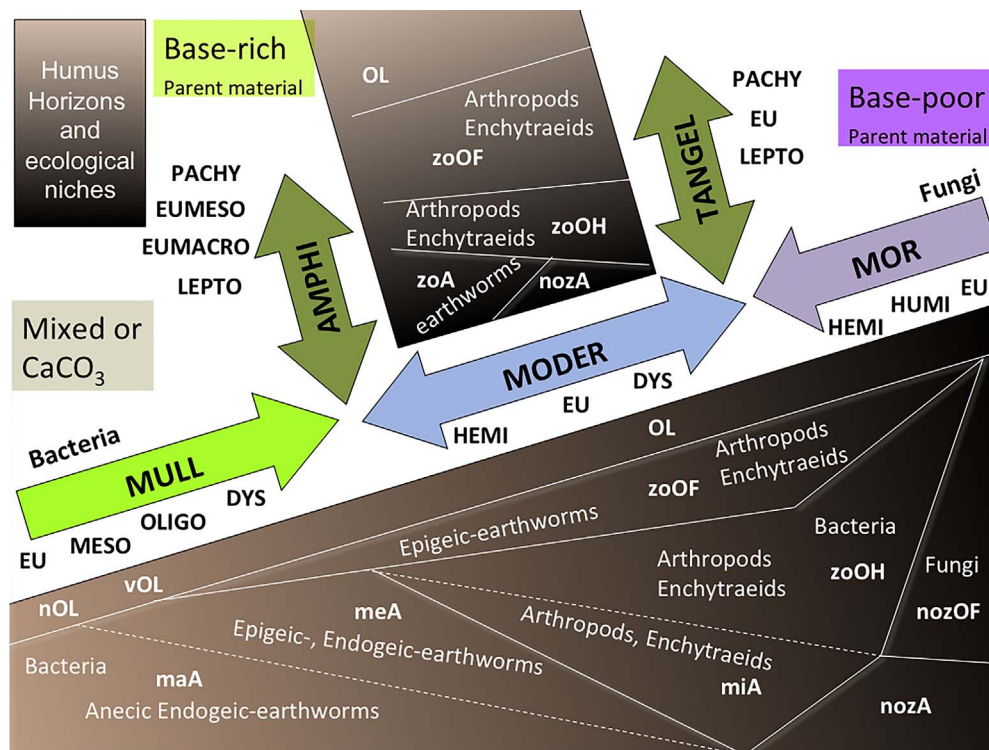 Humus
Horizons
and
ecological
niches
Base-rich
Parent material
OL
Arthropods
Enchytraeids
zoOF
Arthropods
Enchytraeids
zoOH
zoA
earthworms
nozA
PACHY
EU
LEPTO
TANGEL
Base-poor
Parent material
PACHY
EUMESO
EUMACRO
LEPTO
AMPHI
Fungi
MOR
HEMI
HUMI
EU
Mixed or
CaCO3
MODER
HEMI
EU
DYS
Bacteria
MULL
EU
MESO
OLIGO
DYS
OL
Arthropods
Enchytraeids
zoOF
Epigeic-earthworms
Bacteria
zoOH
Arthropods
Enchytraeids
Fungi
nozOF
nOL
vOL
meA
Epigeic-, Endogeic-earthworms
Arthropods, Enchytraeids
miA
nozA
Bacteria
maA
Anecic Endogeic-earthworms